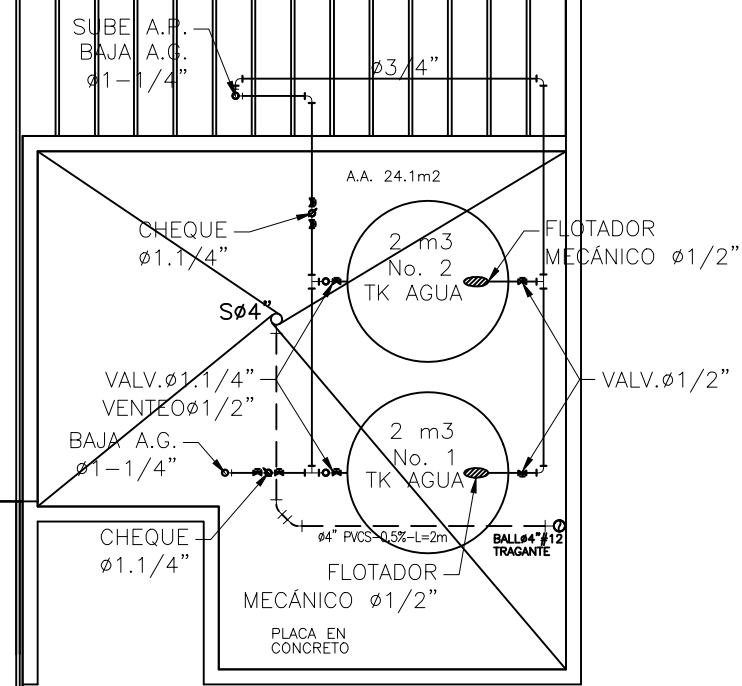 SUBE A.P.
BAJA A.G.
ø1-1/4"
ø3/4"
A.A. 24.1m2
CHEQUE
ø1.1/4"
2 m3
No. 2
TK AGUA
FLOTADOR
MECÁNICO ø1/2"
Sø4"
VALV.ø1.1/4"
VENTEOø1/2"
VALV.ø1/2"
BAJA A.G.
ø1-1/4"
2 m3
No. 1
TK AGUA
CHEQUE
ø1.1/4"
ø4" PVCS-0.5%-L=2m
BALLø4"#12
TRAGANTE
FLOTADOR
MECÁNICO ø1/2"
PLACA EN
CONCRETO